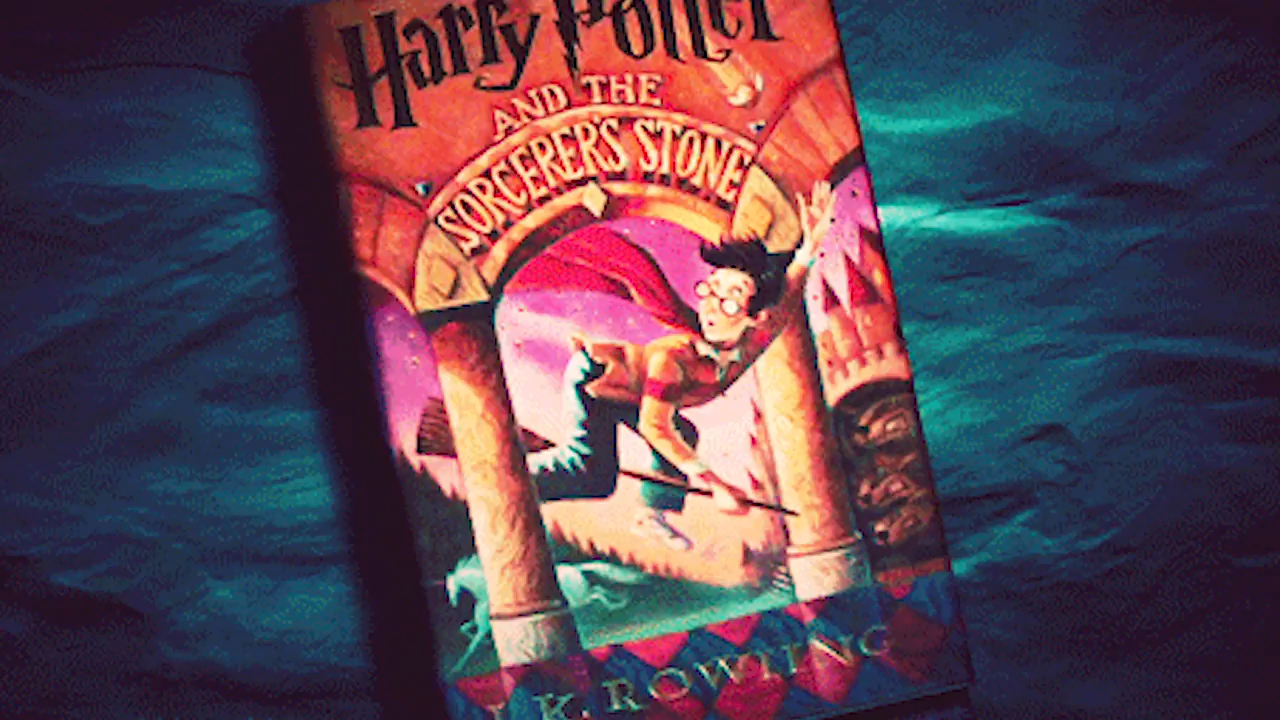 Harry Potter
AND THE
SORCERER'S STONE
J. K. ROWLING